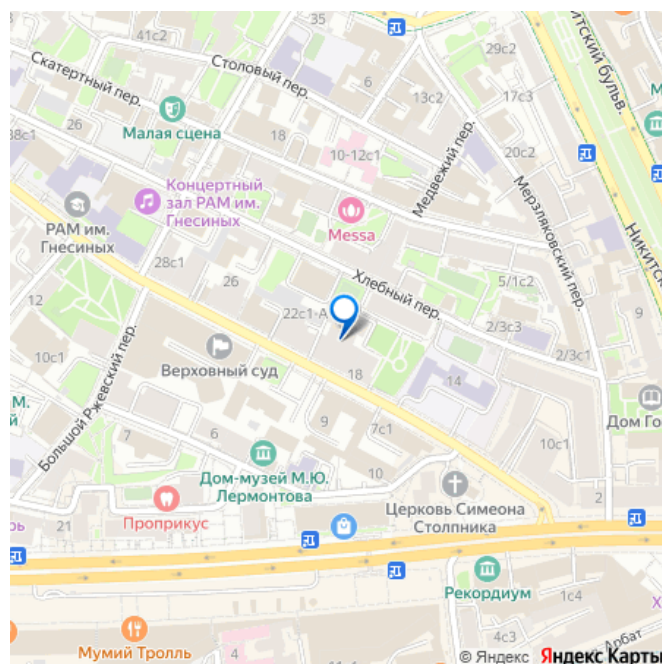 35
41с2
29с2
Скатертный пер.
Столовый пер.
6
13с2
17с3
Никитский бульв.
26
Малая сцена
18
20с2
38с1
10-12с1
Медвежий пер.
Мерзляковский пер.
Концертный
зал РАМ им.
Гнесиных
РАМ им.
Гнесиных
Messa
28с1
26
Хлебный пер.
5/1с2
12
22с1-А
9
2/3с3
10с1
Верховный суд
2/3с1
18
14
Большой Ржевский пер.
9
7с1
Дом Го
7
6
10с1
10
Дом-музей М.Ю.
Лермонтова
Церковь Симеона
Столпника
2
21
Проприкус
Рекордиум
1с4
Мумий Тролль
4
4с3
Арбат
© Яндекс Яндекс Карты